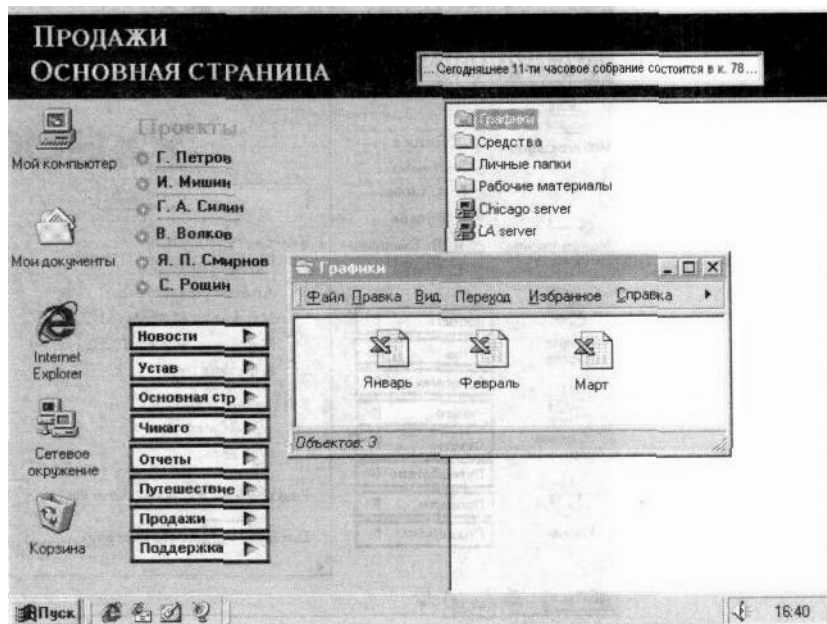 ПРОДАЖИ
ОСНОВНАЯ СТРАНИЦА
... Сегодняшнее 11-ти часовое собрание состоится в к. 78 ...
Мой компьютер
Мои документы
Internet
Explorer
Сетевое
окружение
Корзина
Проекты
Г. Петров
И. Мишин
Г. А. Силин
В. Волков
Я. П. Смирнов
С. Рощин
Новости
Устав
Основная стр
Чикаго
Отчеты
Путешествие
Продажи
Поддержка
Графики
Средства
Личные папки
Рабочие материалы
Chicago server
LA server
Графики
Файл Правка Вид Переход Избранное Справка
Январь Февраль Март
Объектов: 3
Пуск 16:40